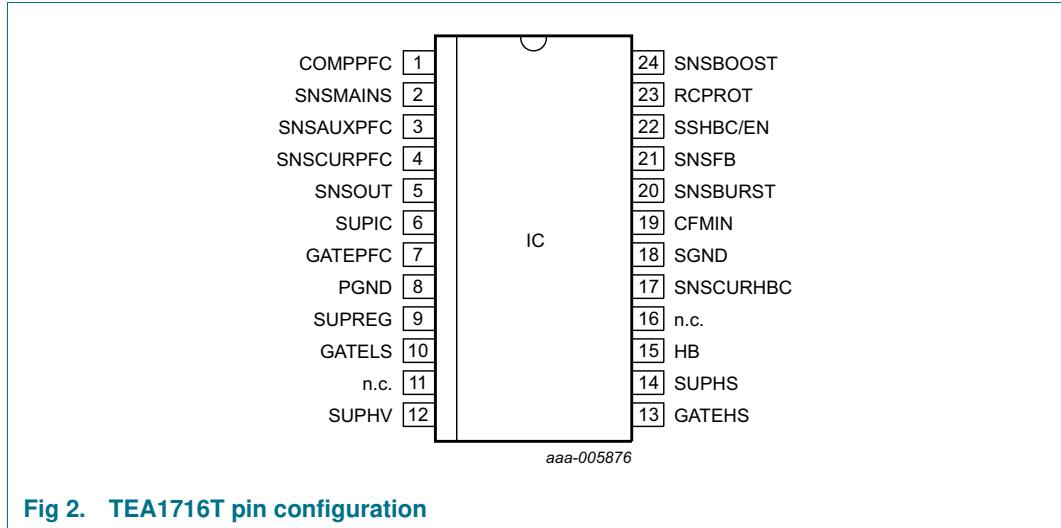 COMPPFC 1
SNSMAINS 2
SNSAUXPFC 3
SNSCURPFC 4
SNSOUT 5
SUPIC 6
GATEPFC 7
PGND 8
SUPREG 9
GATELS 10
n.c. 11
SUPHV 12
IC
24 SNSBOOST
23 RCPROT
22 SSHBC/EN
21 SNSFB
20 SNSBURST
19 CFMIN
18 SGND
17 SNSCURHBC
16 n.c.
15 HB
14 SUPHS
13 GATEHS
aaa-005876
Fig 2. TEA1716T pin configuration